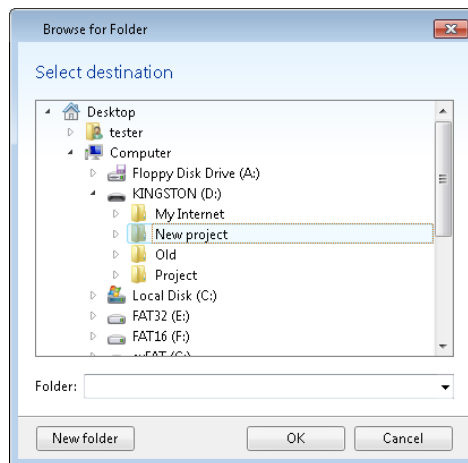 Browse for Folder
Select destination
Desktop
tester
Computer
Floppy Disk Drive (A:)
KINGSTON (D:)
My Internet
New project
Old
Project
Local Disk (C:)
FAT32 (E:)
FAT16 (F:)
Folder:
New folder OK Cancel